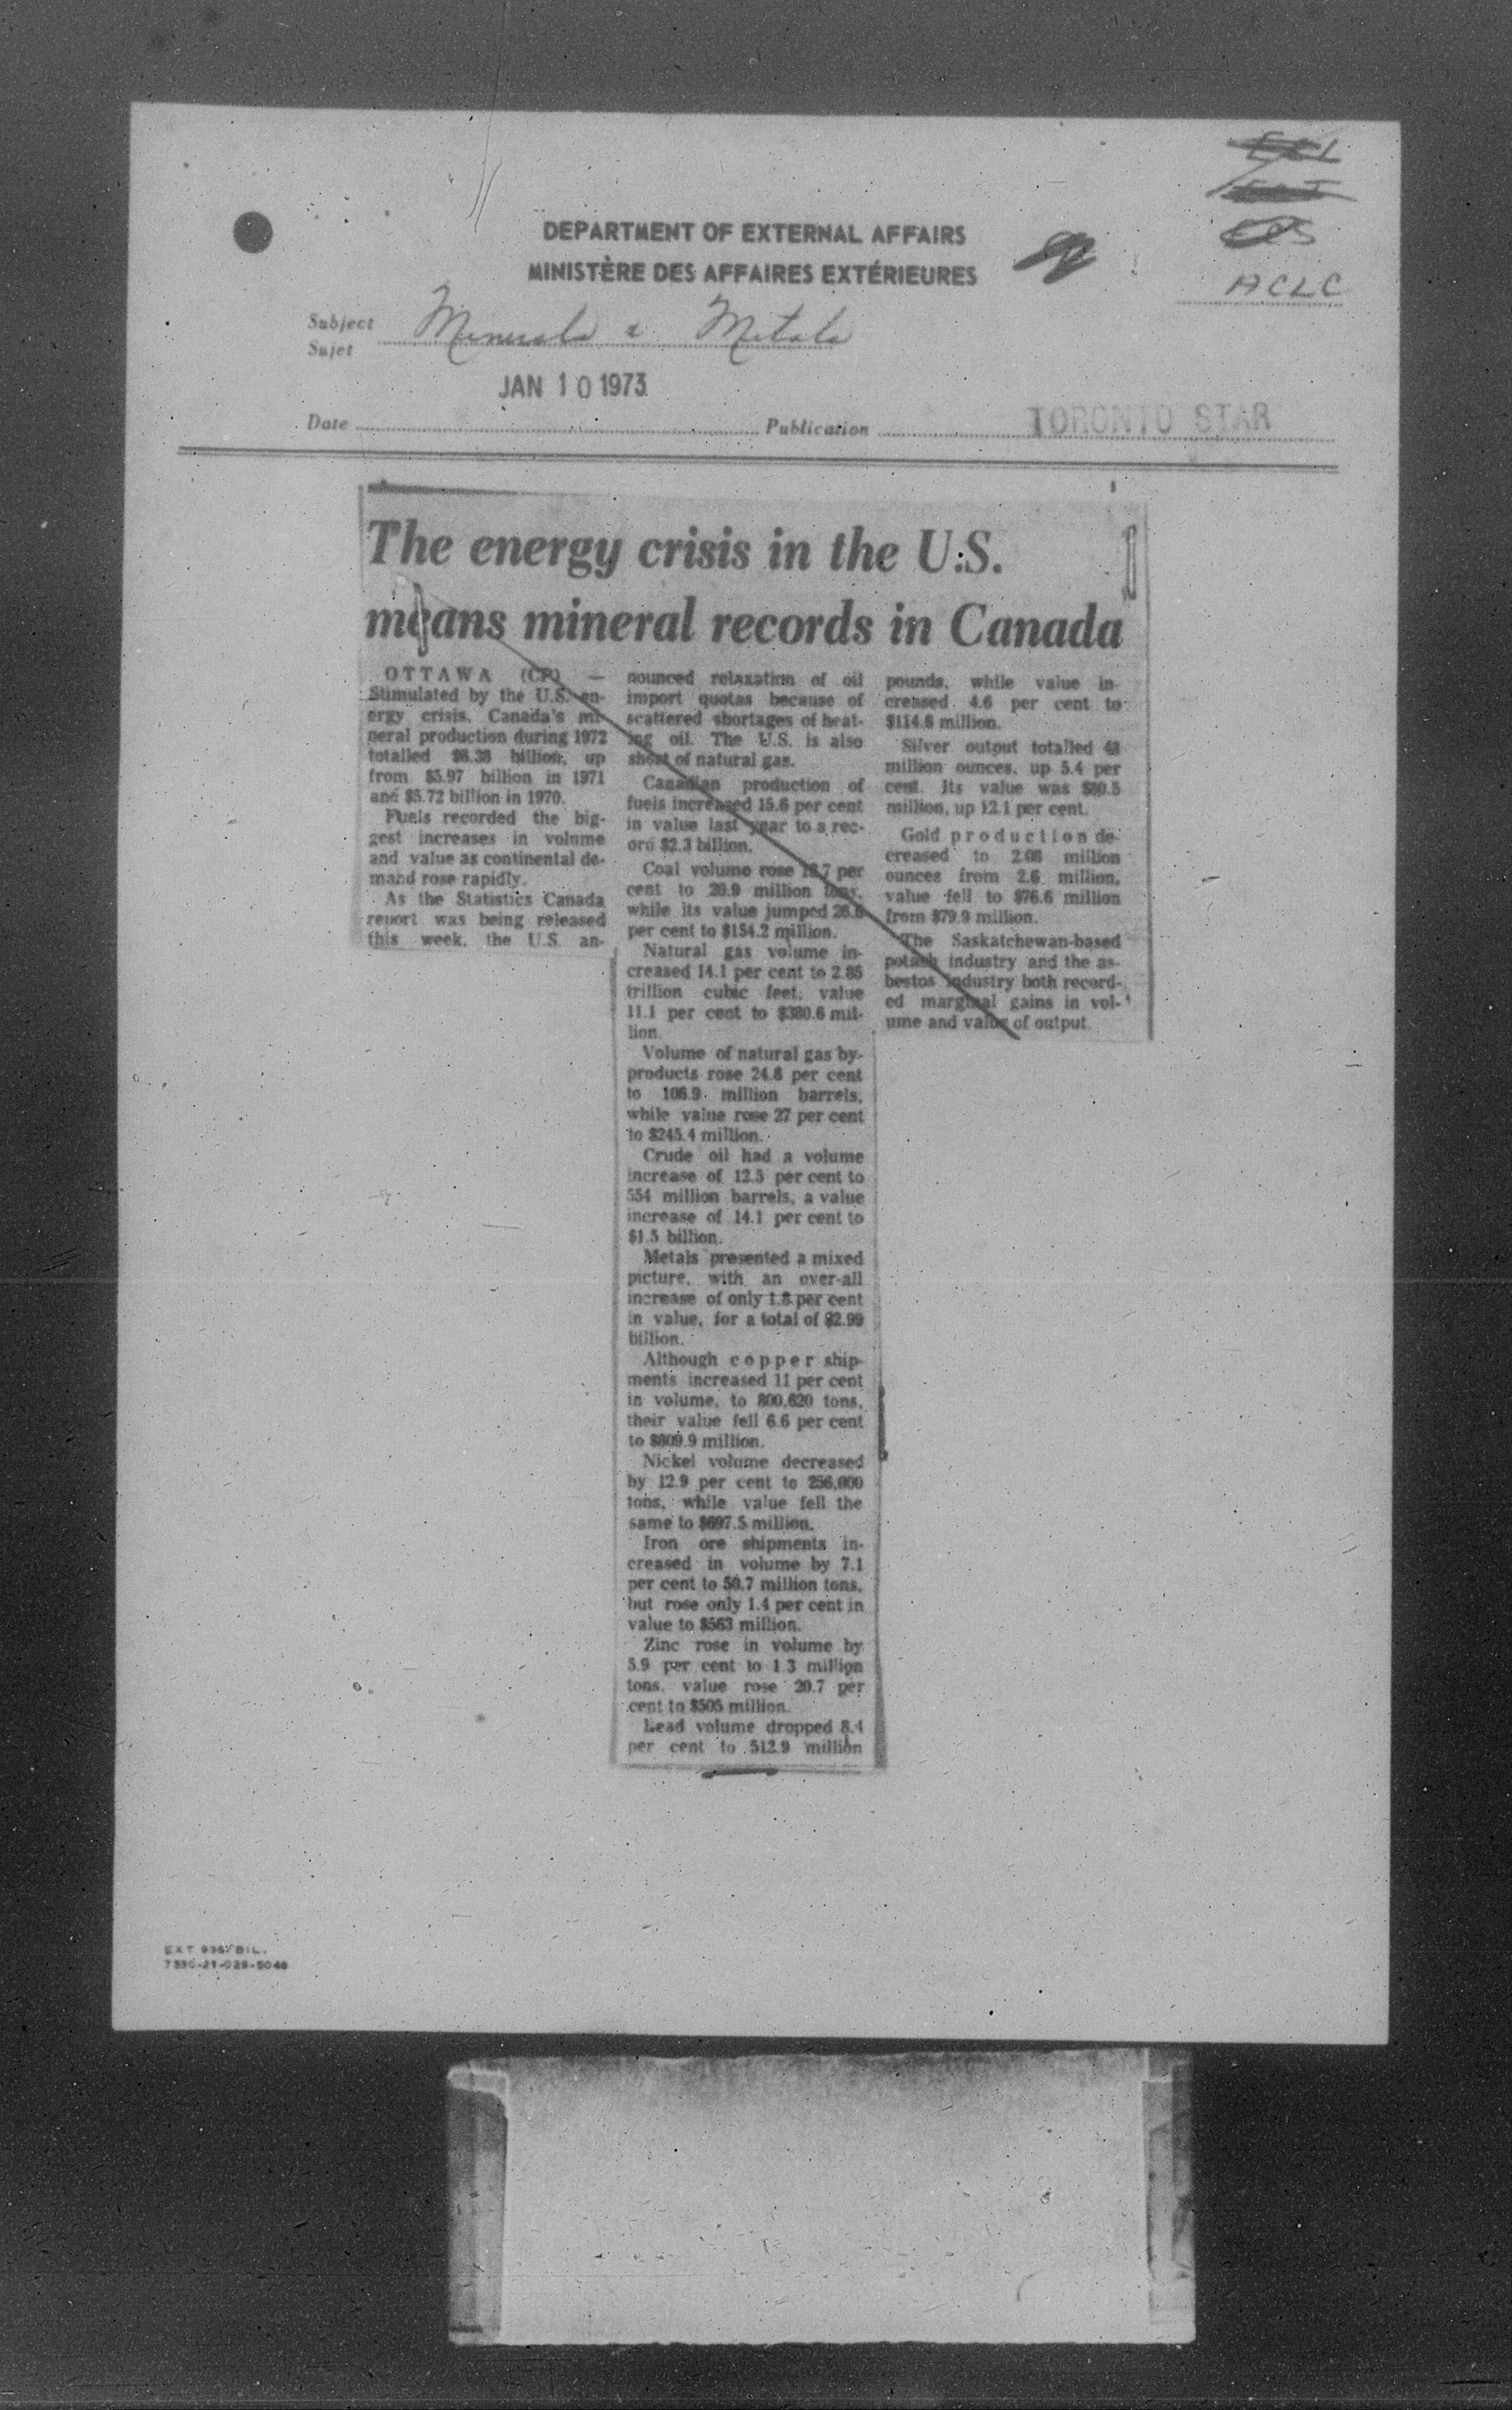 DEPARTMENT OF EXTERNAL AFFAIRS
MINISTÈRE DES AFFAIRES EXTÉRIEURES
ACLC
Subject
Sujet
Minerals & Metals
JAN 10 1973
Date
Publication
TORONTO STAR
The energy crisis in the U.S.
means mineral records in Canada
OTTAWA (CP) —
Stimulated by the U.S. en-
ergy crisis, Canada's mi-
neral production during 1972
totalled billion, up
from $5.97 billion in 1971
and $5.72 billion in 1970.
Fuels recorded the big-
gest increases in volume
and value as continental de-
mand rose rapidly.
As the Statistics Canada
report was being released
this week, the U.S. an-
nounced relaxation of oil
import quotas because of
scattered shortages of heat-
ing oil. The U.S. is also
short of natural gas.
Canadian production of
fuels increased 15.6 per cent
in value last year to a rec-
ord $2.3 billion.
Coal volume rose per
cent to 20.9 million tons,
while its value jumped
per cent to $154.2 million.
Natural gas volume in-
creased 14.1 per cent to 2.85
trillion cubic feet; value
11.1 per cent to $380.6 mil-
lion.
Volume of natural gas by-
products rose 24.8 per cent
to 106.9 million barrels,
while value rose 27 per cent
to $245.4 million.
Crude oil had a volume
increase of 12.5 per cent to
554 million barrels, a value
increase of 14.1 per cent to
$1.5 billion.
Metals presented a mixed
picture, with an over-all
increase of only 1.8 per cent
in value, for a total of $2.99
billion.
Although copper ship-
ments increased 11 per cent
in volume, to 800,620 tons,
their value fell 6.6 per cent
to $809.9 million.
Nickel volume decreased
by 12.9 per cent to 256,000
tons, while value fell the
same to $697.5 million.
Iron ore shipments in-
creased in volume by 7.1
per cent to 50.7 million tons,
but rose only 1.4 per cent in
value to $563 million.
Zinc rose in volume by
5.9 per cent to 1.3 million
tons, value rose 20.7 per
cent to $505 million.
Lead volume dropped 8.4
per cent to 512.9 million
pounds, while value in-
creased 4.6 per cent to
$114.6 million.
Silver output totalled 48
million ounces, up 5.4 per
cent. Its value was $80.5
million, up 12.1 per cent.
Gold production de-
creased to 2.08 million
ounces from 2.6 million,
value fell to $76.6 million
from $79.9 million.
The Saskatchewan-based
potash industry and the as-
bestos industry both record-
ed marginal gains in vol-
ume and value of output.
EXT BIL.